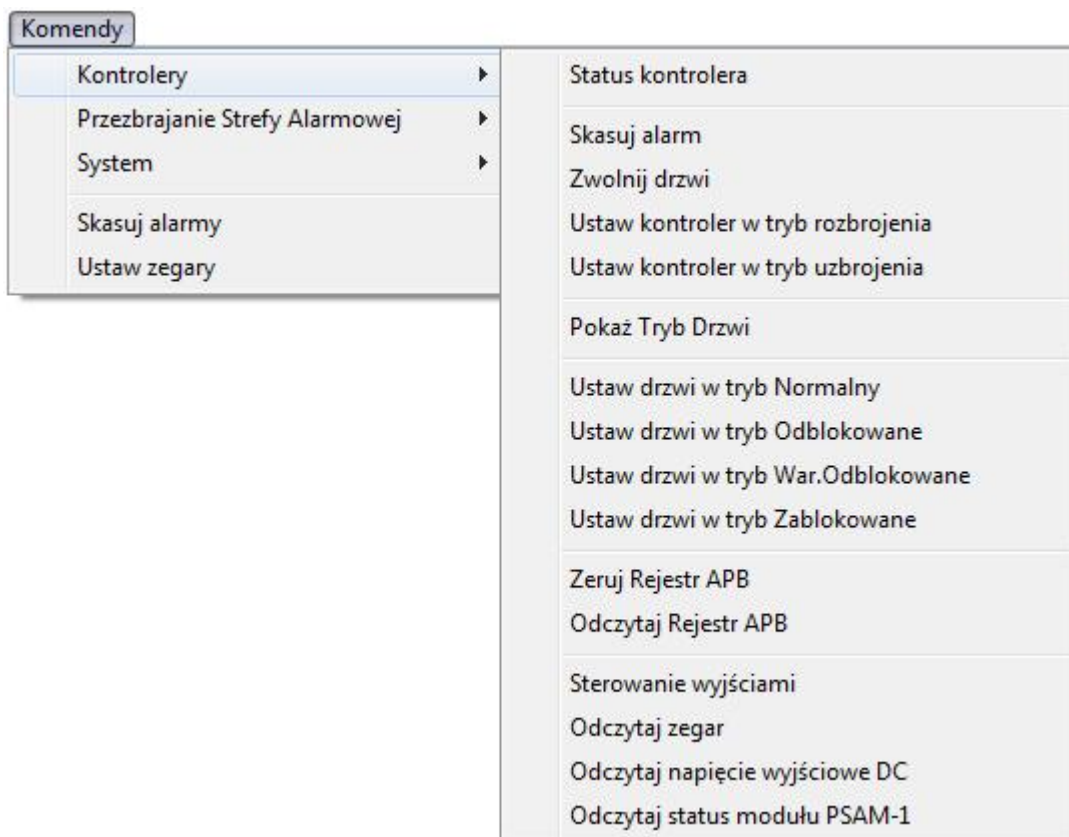 Komendy
Kontrolery
Przezbrajanie Strefy Alarmowej
System
Skasuj alarmy
Ustaw zegary
Status kontrolera
Skasuj alarm
Zwolnij drzwi
Ustaw kontroler w tryb rozbrojenia
Ustaw kontroler w tryb uzbrojenia
Pokaż Tryb Drzwi
Ustaw drzwi w tryb Normalny
Ustaw drzwi w tryb Odblokowane
Ustaw drzwi w tryb War.Odblokowane
Ustaw drzwi w tryb Zablokowane
Zeruj Rejestr APB
Odczytaj Rejestr APB
Sterowanie wyjściami
Odczytaj zegar
Odczytaj napięcie wyjściowe DC
Odczytaj status modułu PSAM-1